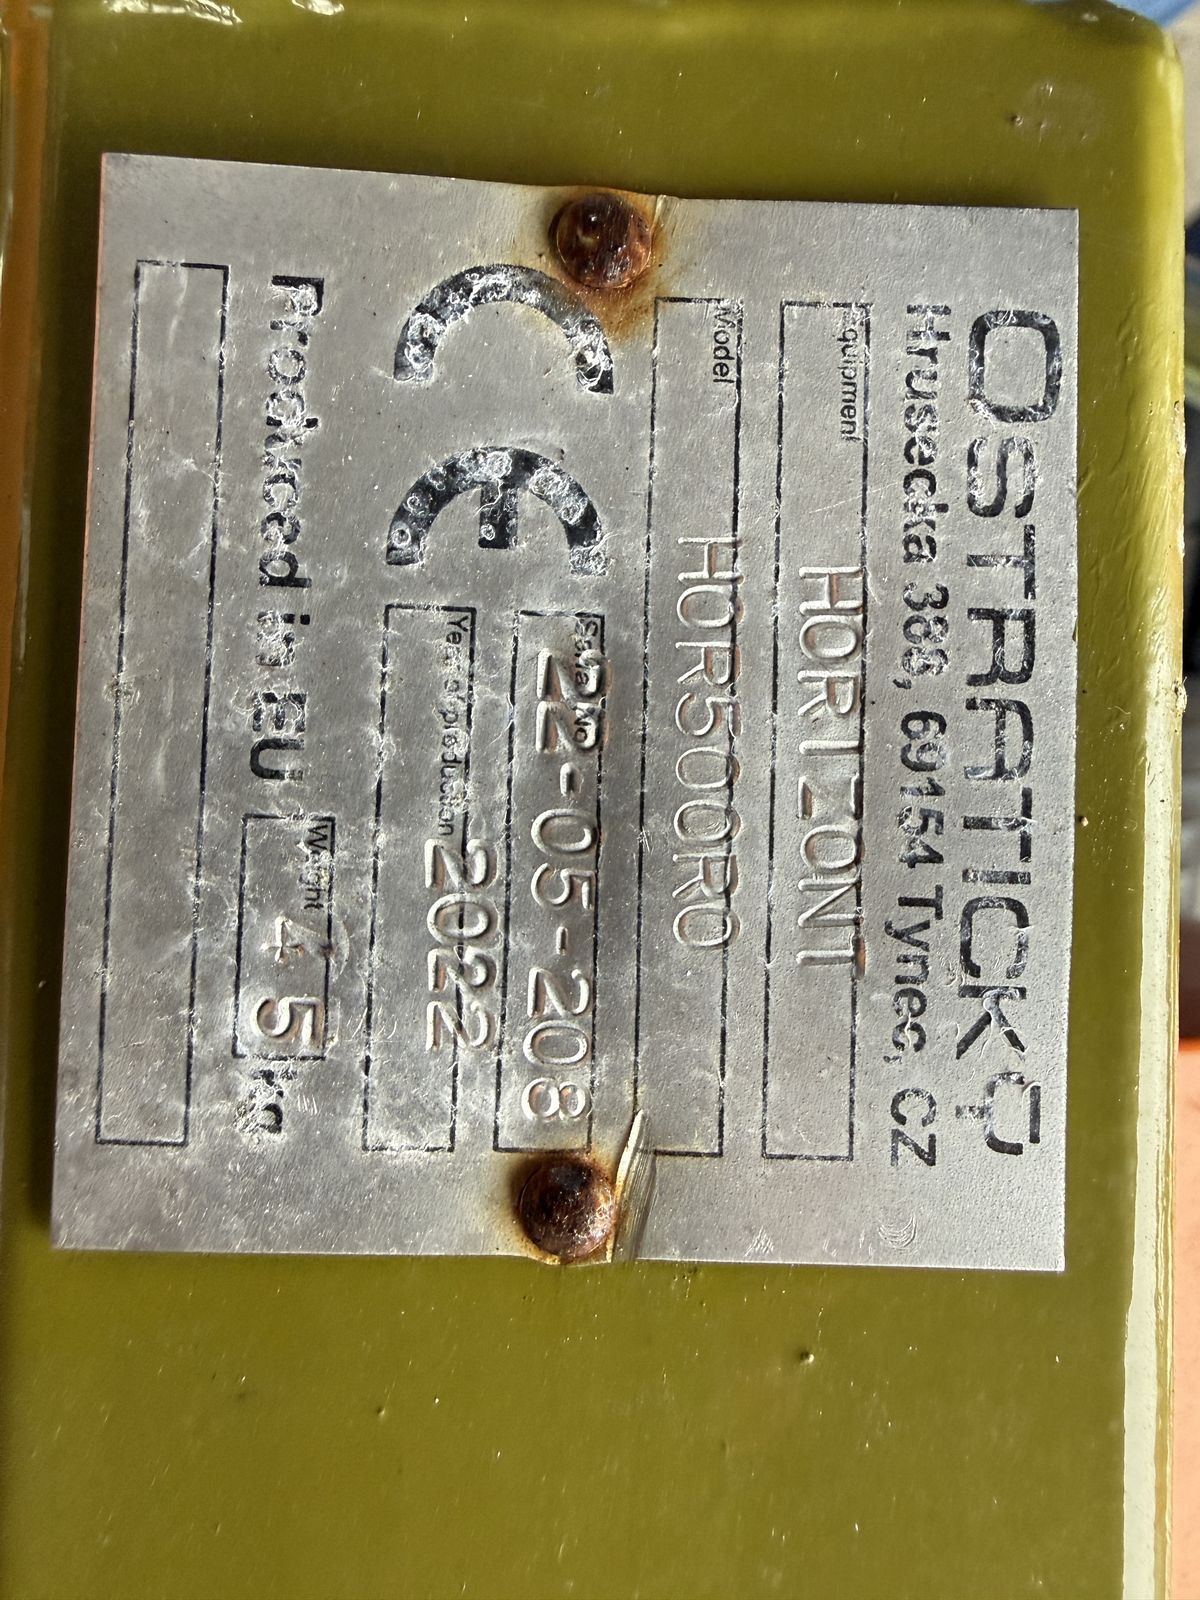 OSTRATICKÝ
Hrusecka 388, 69154 Tynec, CZ
Equipment
HORIZONT
Model
HOR500RO
CE
Serial No
22-05-208
Year of production
2022
Produced in EU
Weight
45 kg